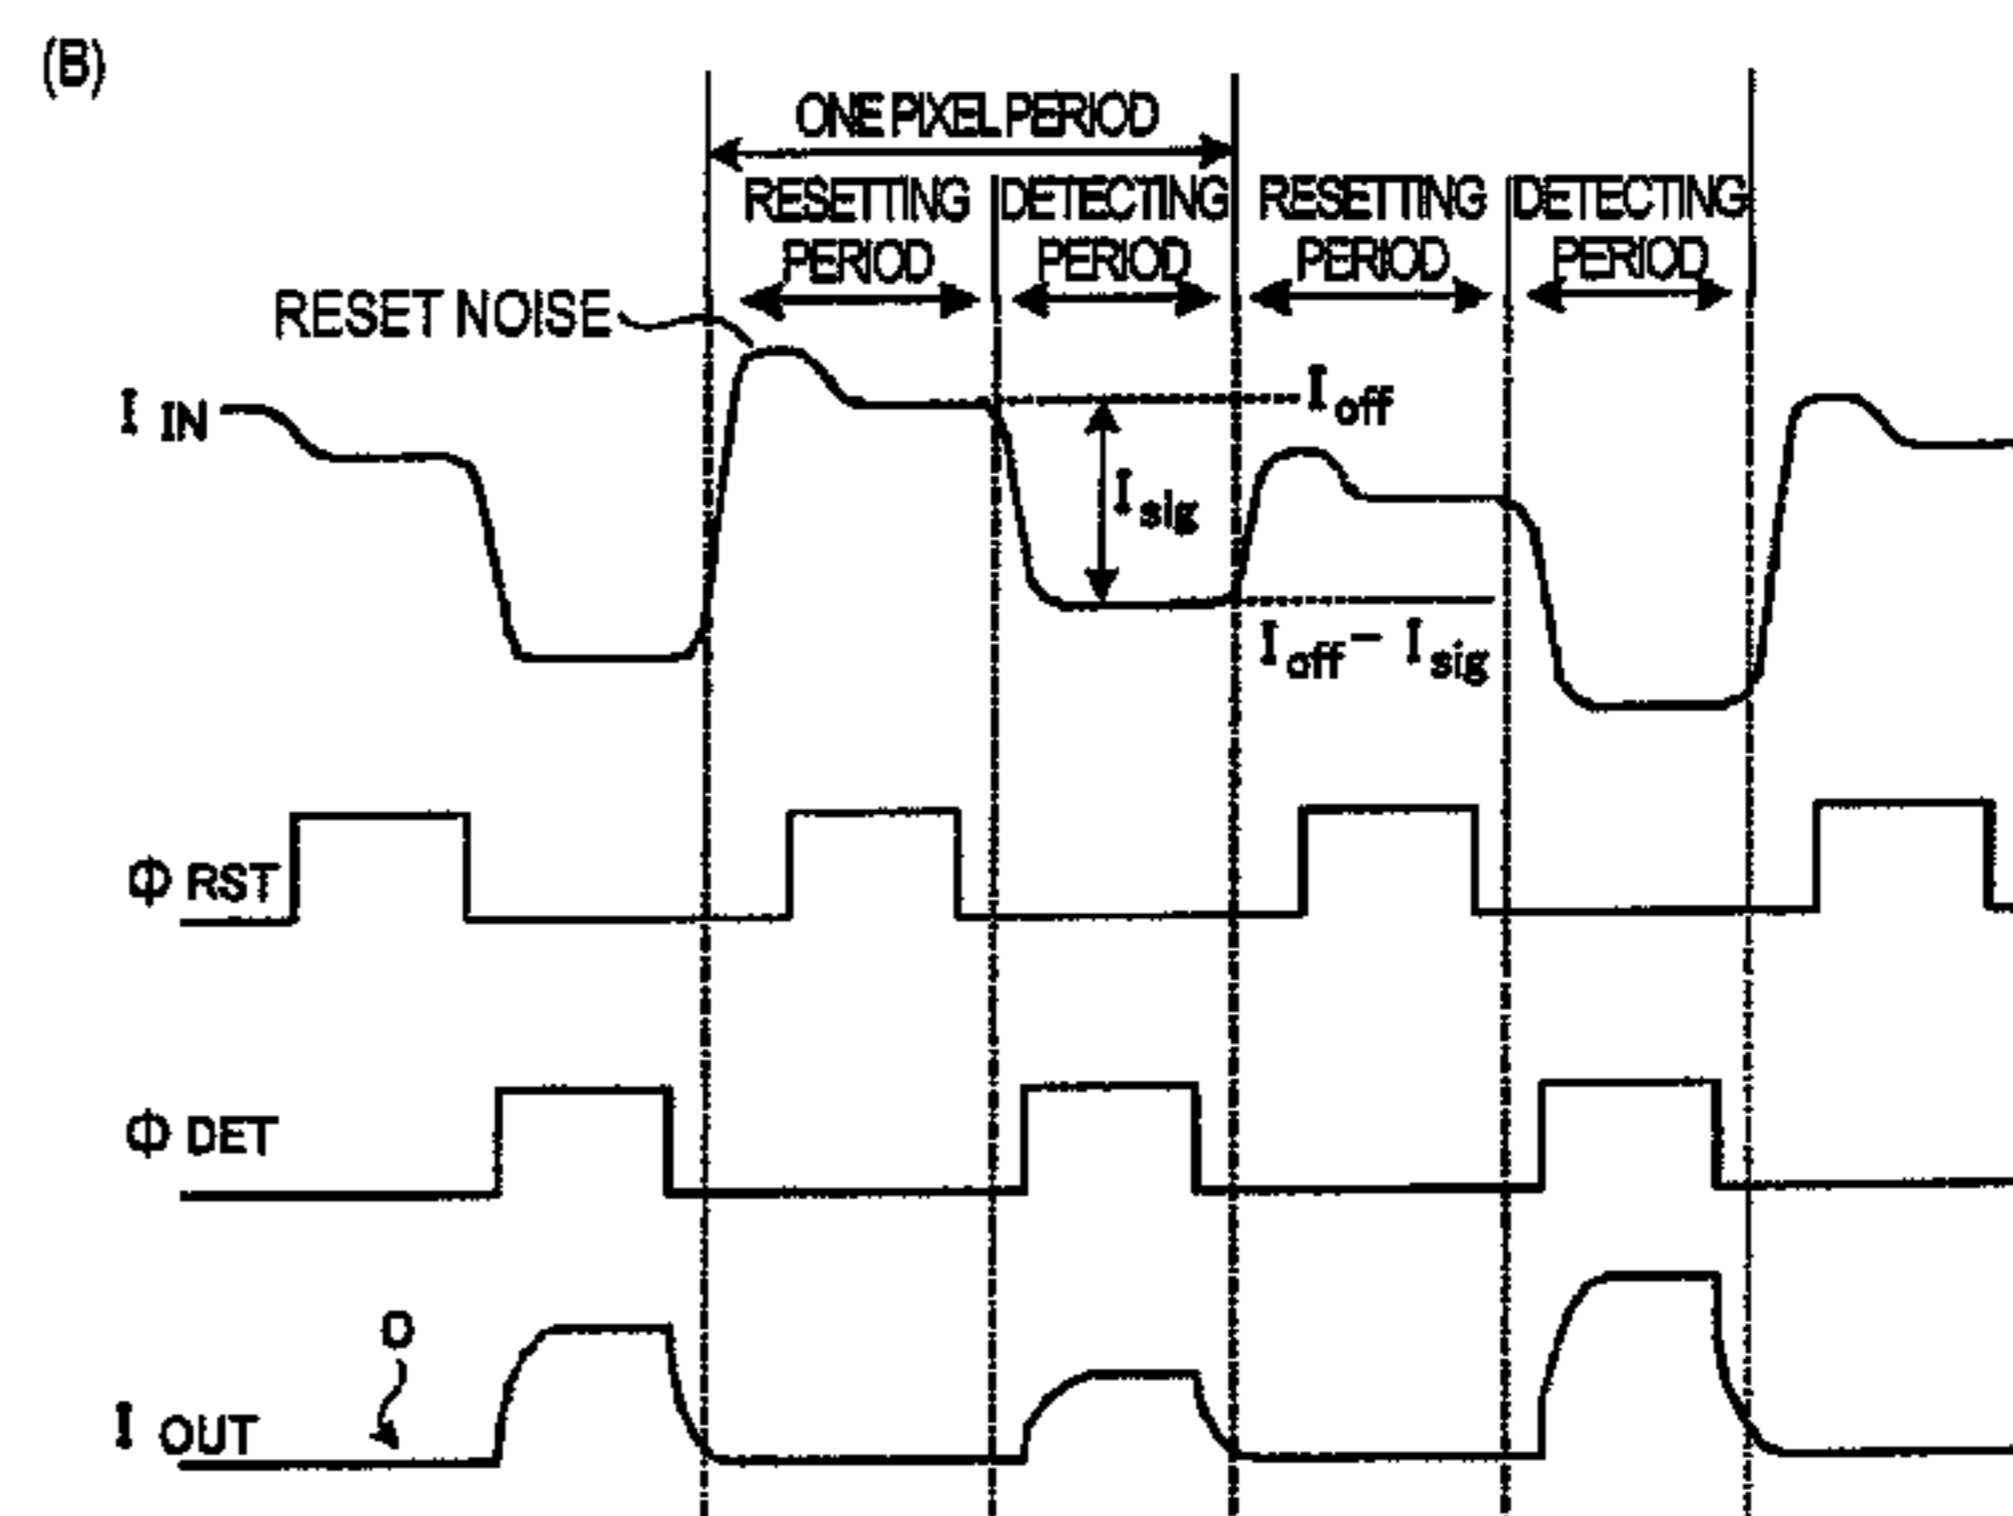 (B)
ONE PIXEL PERIOD
RESETTING DETECTING RESETTING DETECTING
PERIOD PERIOD PERIOD PERIOD
RESET NOISE
I IN
I off
I sig
I off - I sig
Φ RST
Φ DET
0
I OUT